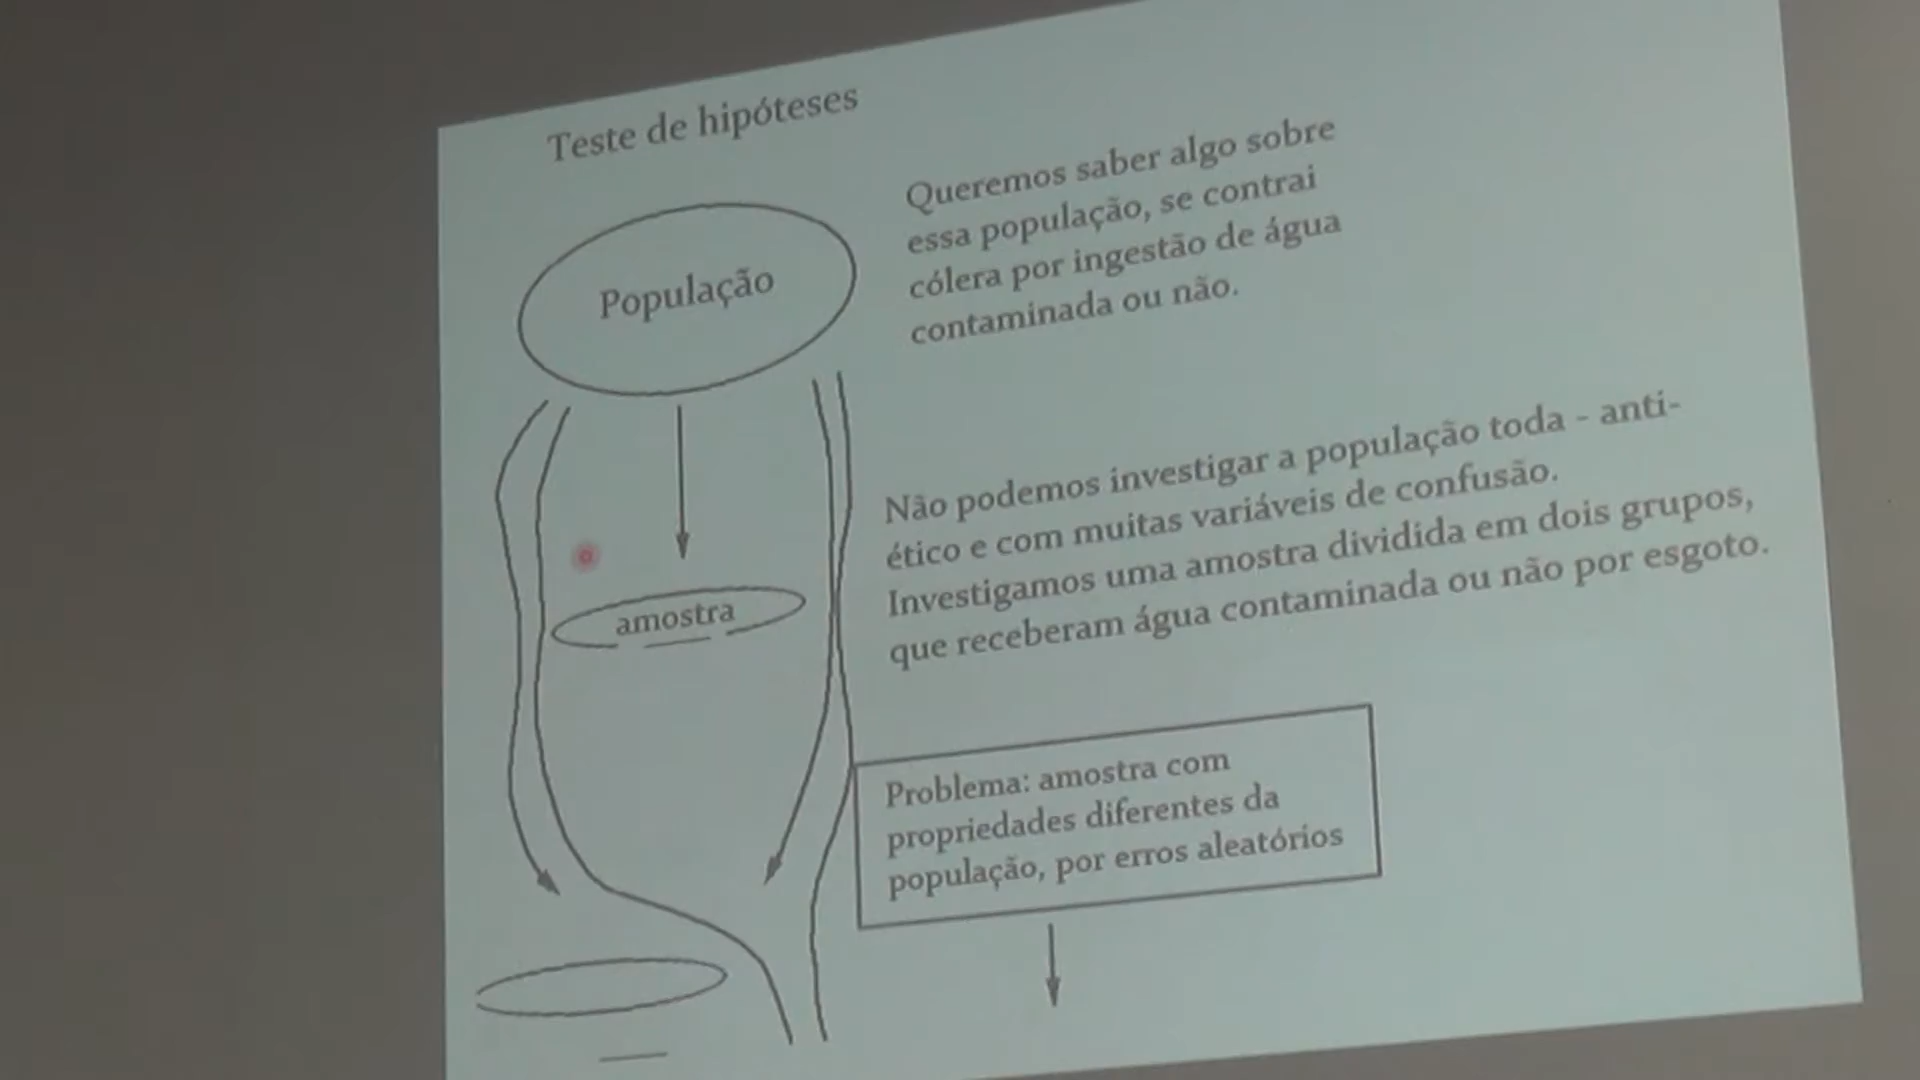 Teste de hipóteses
População
Queremos saber algo sobre
essa população, se contrai
cólera por ingestão de água
contaminada ou não.
amostra
Não podemos investigar a população toda - anti-
ético e com muitas variáveis de confusão.
Investigamos uma amostra dividida em dois grupos,
que receberam água contaminada ou não por esgoto.
Problema: amostra com
propriedades diferentes da
população, por erros aleatórios